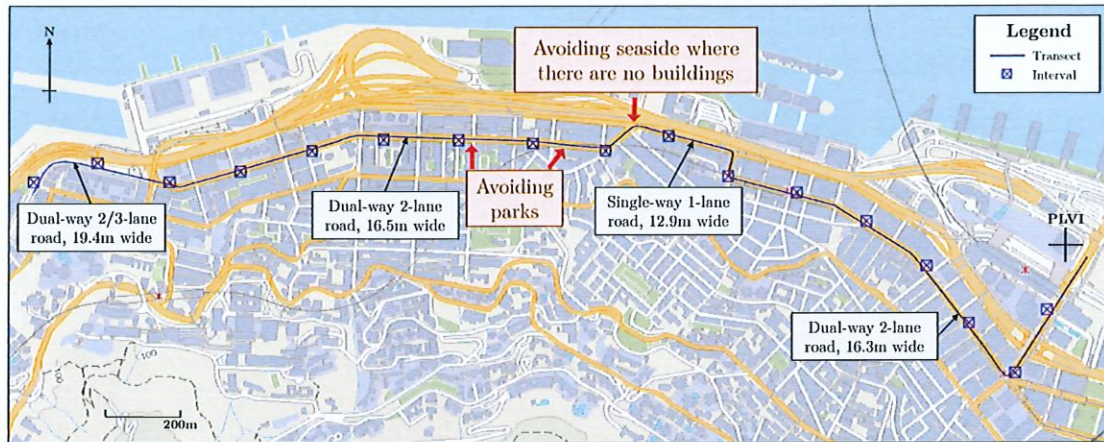 N
Avoiding seaside where
there are no buildings
Legend
Transect
Interval
Avoiding
parks
Dual-way 2/3-lane
road, 19.4m wide
Dual-way 2-lane
road, 16.5m wide
Single-way 1-lane
road, 12.9m wide
PLVI
Dual-way 2-lane
road, 16.3m wide
100
200m